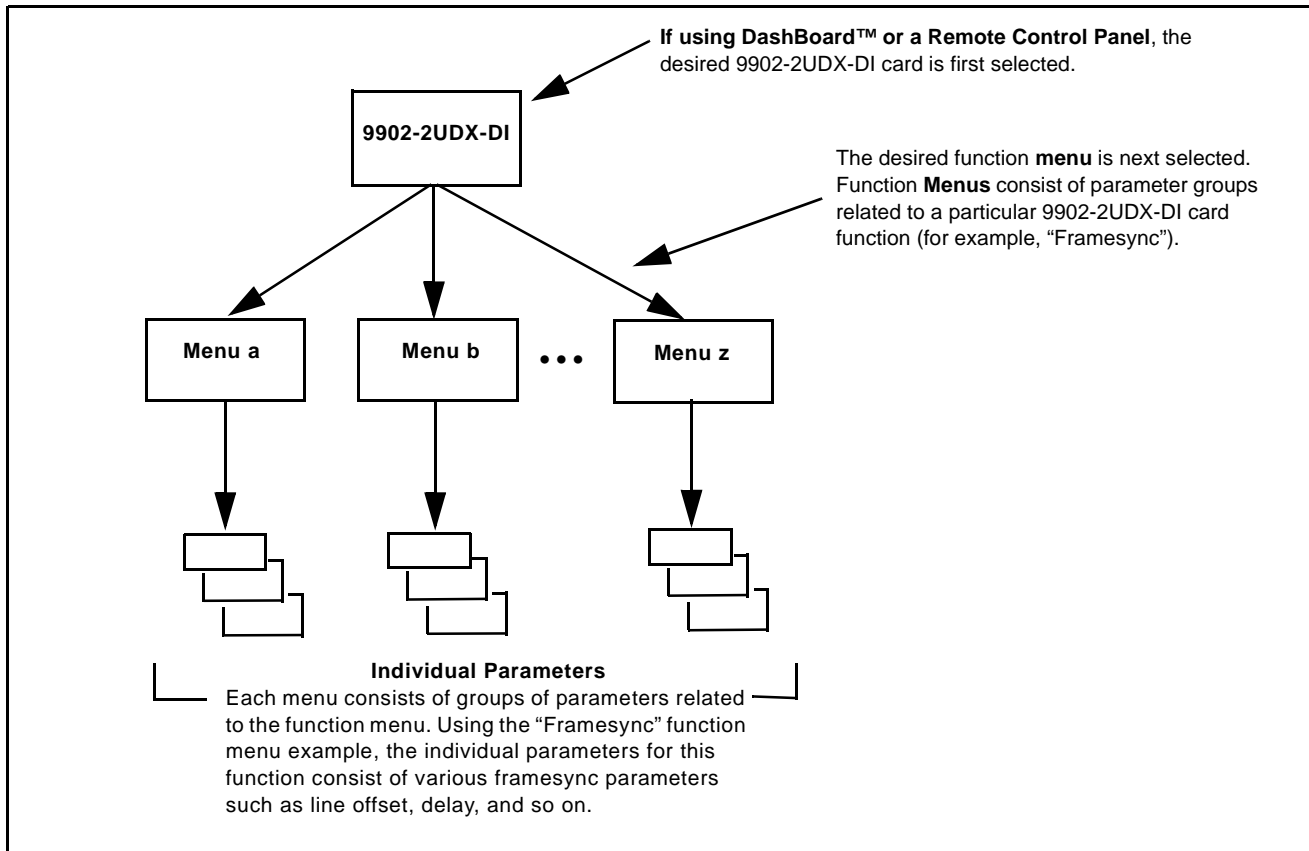 If using DashBoard™ or a Remote Control Panel, the
desired 9902-2UDX-DI card is first selected.
9902-2UDX-DI
The desired function menu is next selected.
Function Menus consist of parameter groups
related to a particular 9902-2UDX-DI card
function (for example, “Framesync”).
Menu a
Menu b
•••
Menu z
Individual Parameters
Each menu consists of groups of parameters related
to the function menu. Using the “Framesync” function
menu example, the individual parameters for this
function consist of various framesync parameters
such as line offset, delay, and so on.